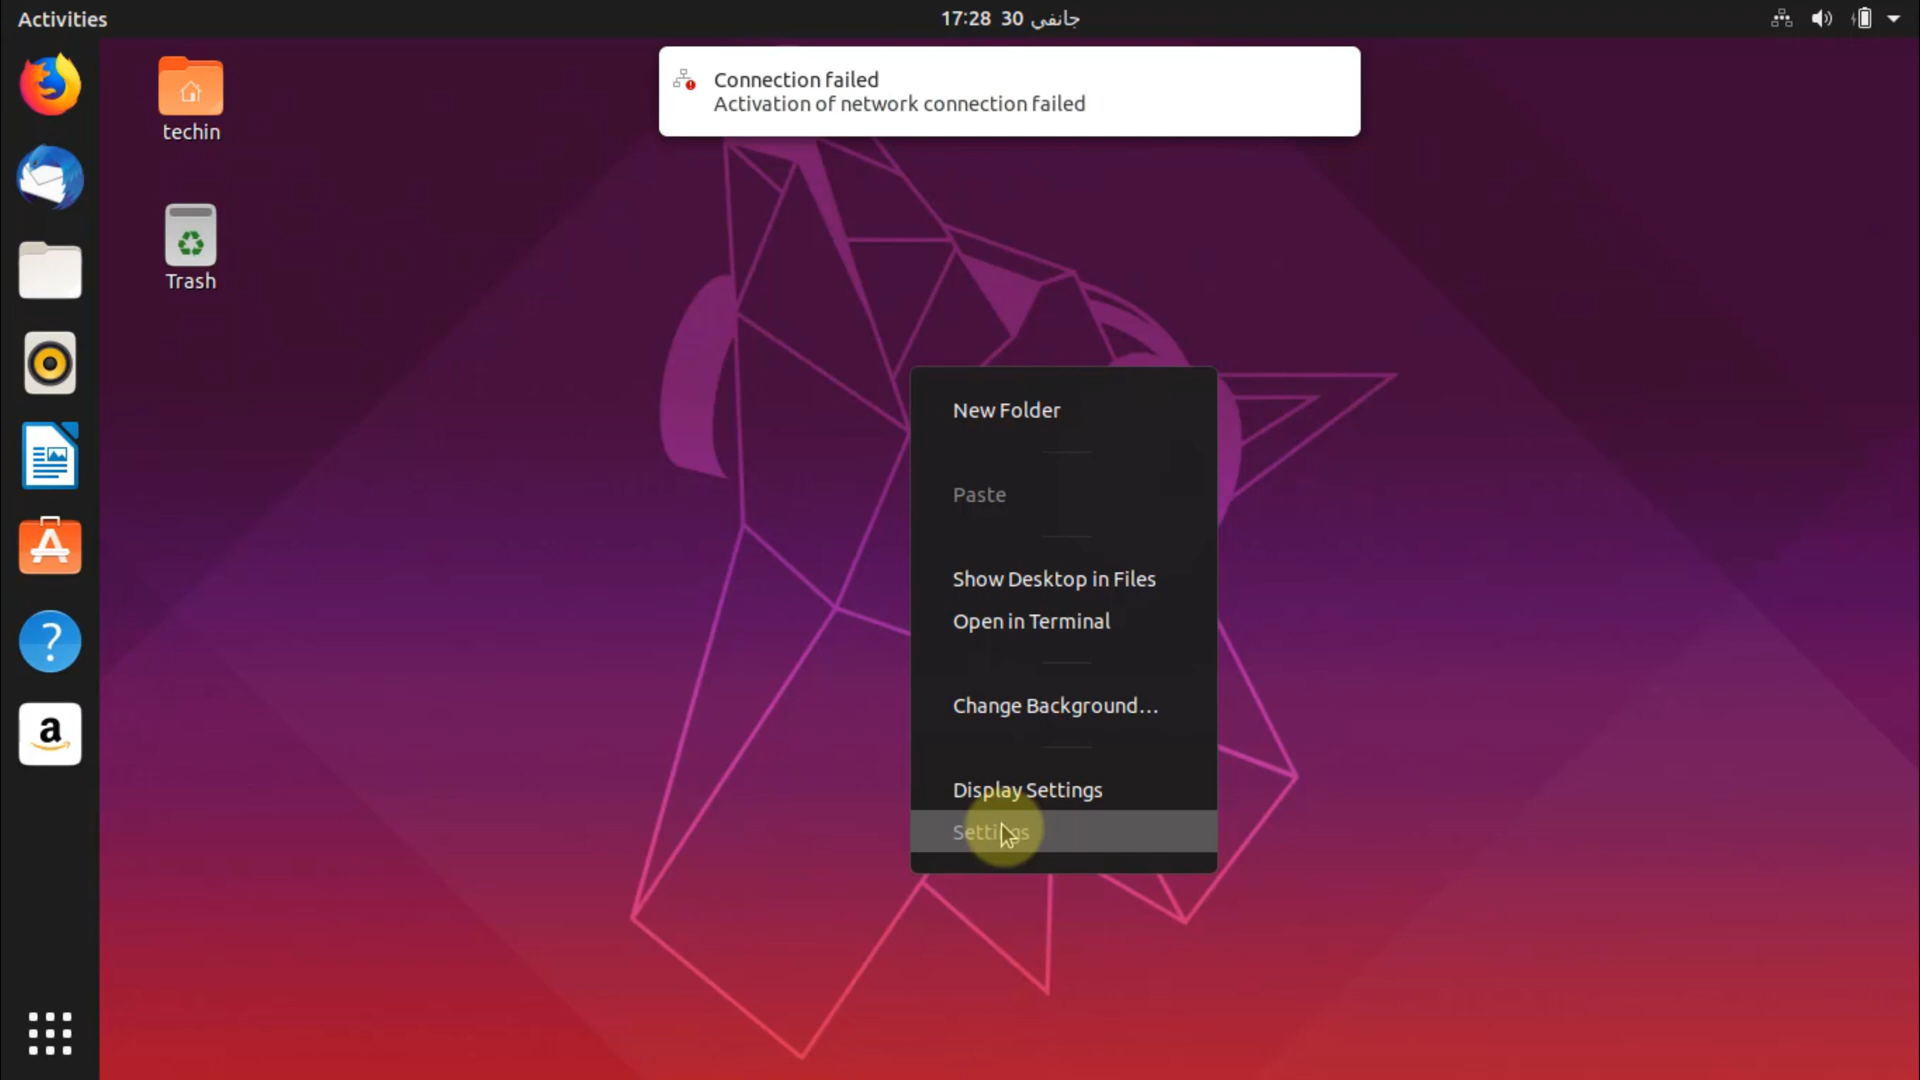 Activities
17:28 30 جانفي
Connection failed
Activation of network connection failed
techin
Trash
New Folder
Paste
Show Desktop in Files
Open in Terminal
Change Background…
Display Settings
Settings